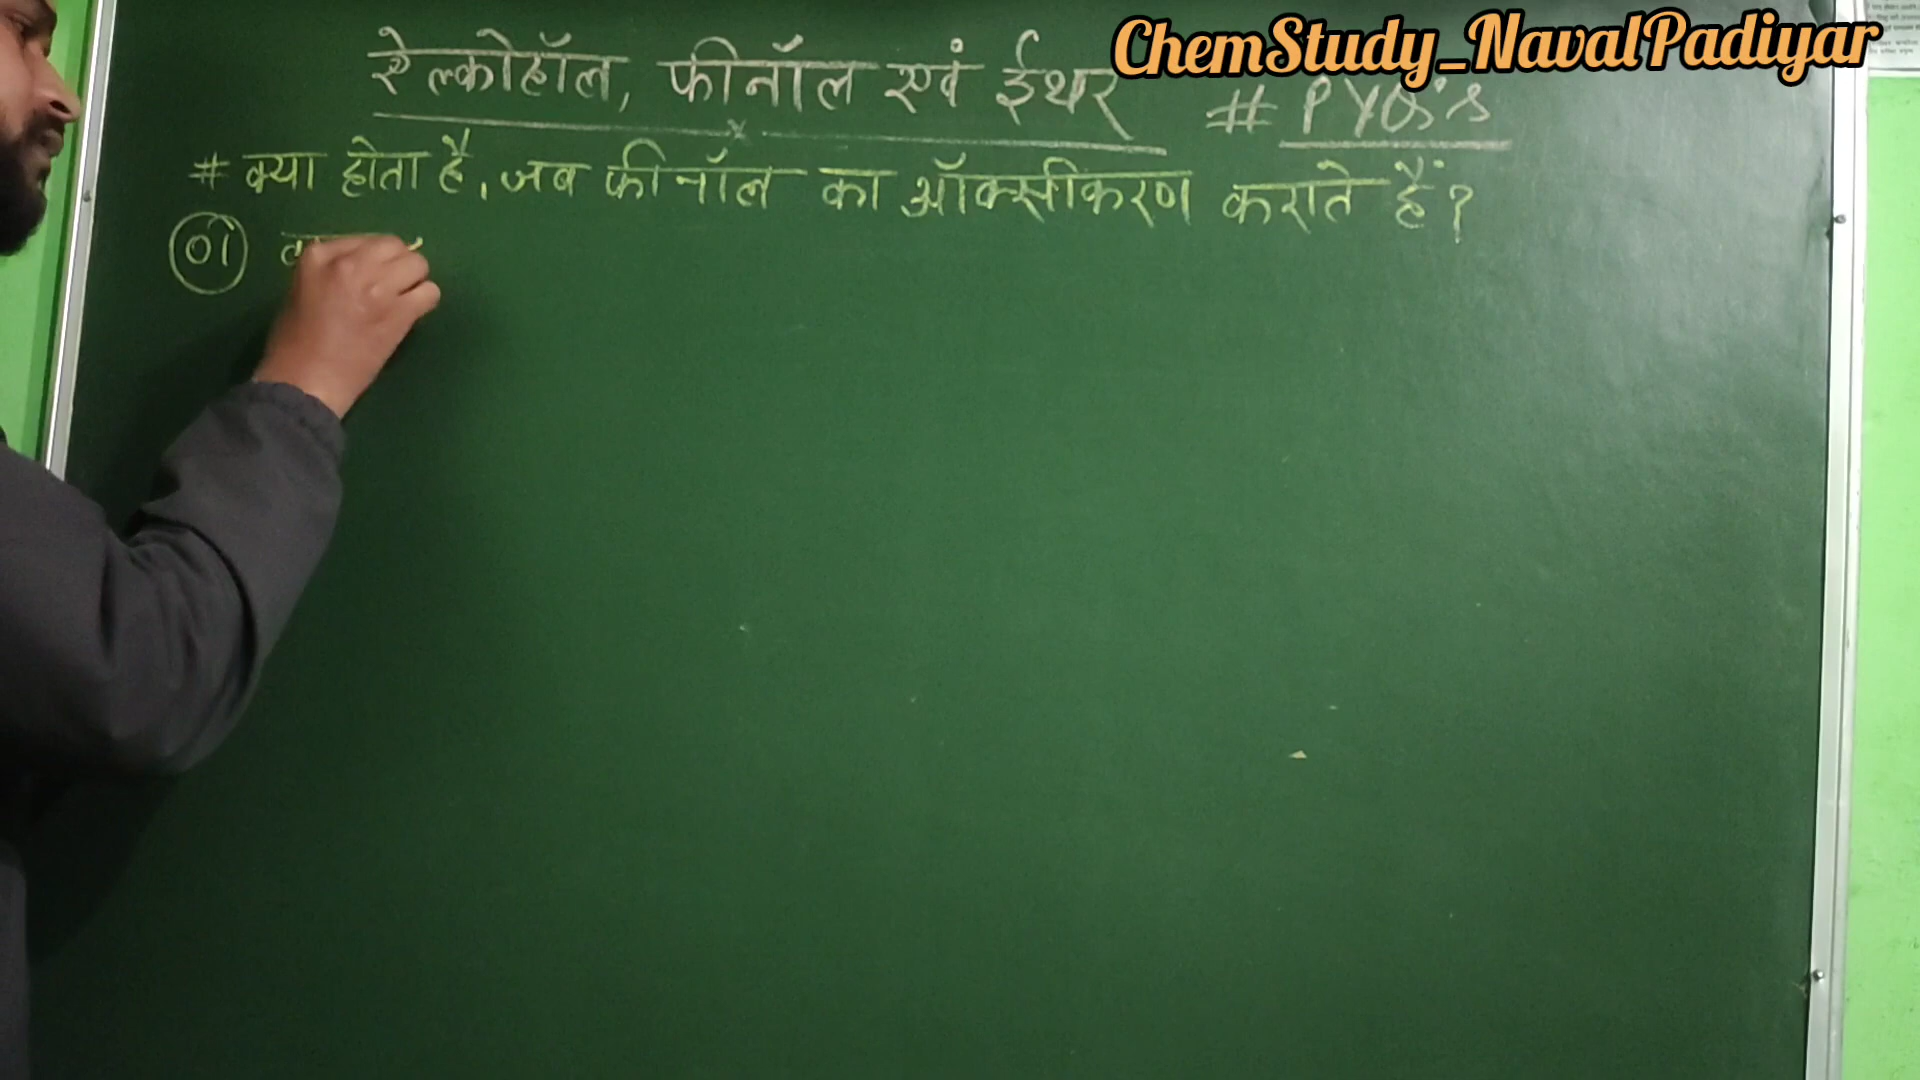 ChemStudy_NavalPadiyar
ऐल्कोहॉल, फीनॉल एवं ईथर # PYQ's
# क्या होता है, जब फीनॉल का ऑक्सीकरण कराते हैं?
01